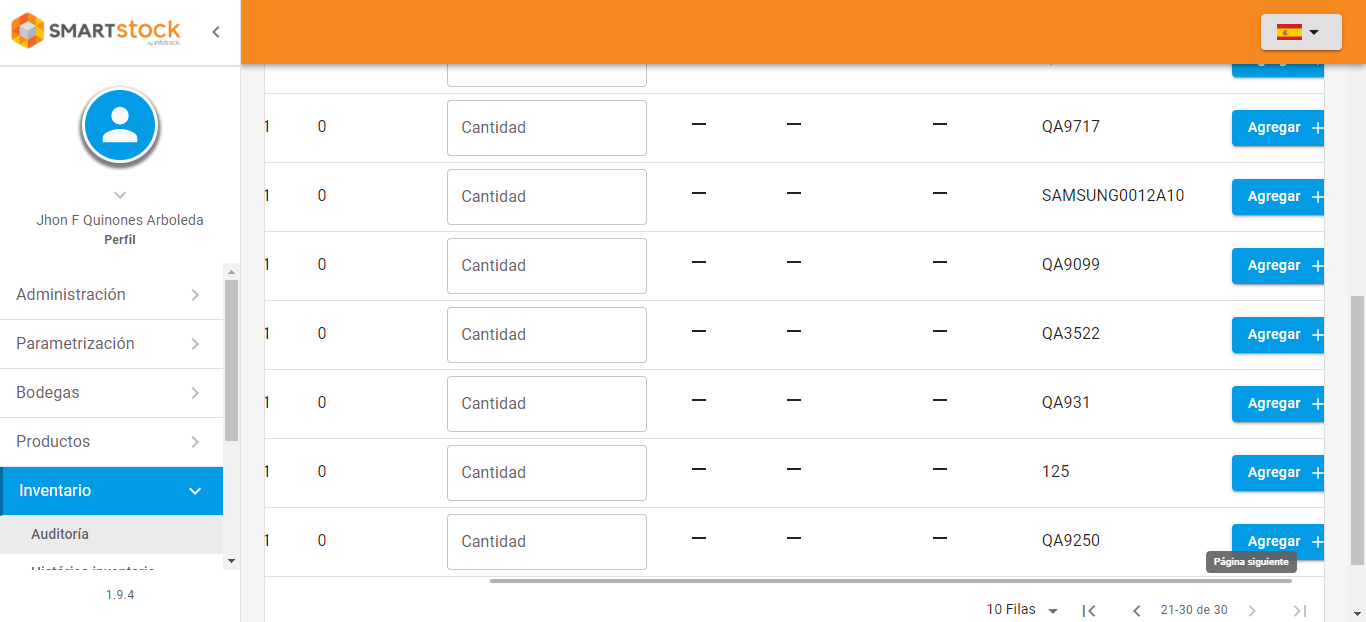 SMARTstock
by infotrack.
Jhon F Quinones Arboleda
Perfíl
Administración
Parametrización
Bodegas
Productos
Inventario
Auditoría
Histórico inventario
1.9.4
1 0 Cantidad — — — QA9717 Agregar +
1 0 Cantidad — — — SAMSUNG0012A10 Agregar +
1 0 Cantidad — — — QA9099 Agregar +
1 0 Cantidad — — — QA3522 Agregar +
1 0 Cantidad — — — QA931 Agregar +
1 0 Cantidad — — — 125 Agregar +
1 0 Cantidad — — — QA9250 Agregar +
Página siguiente
10 Filas 21-30 de 30